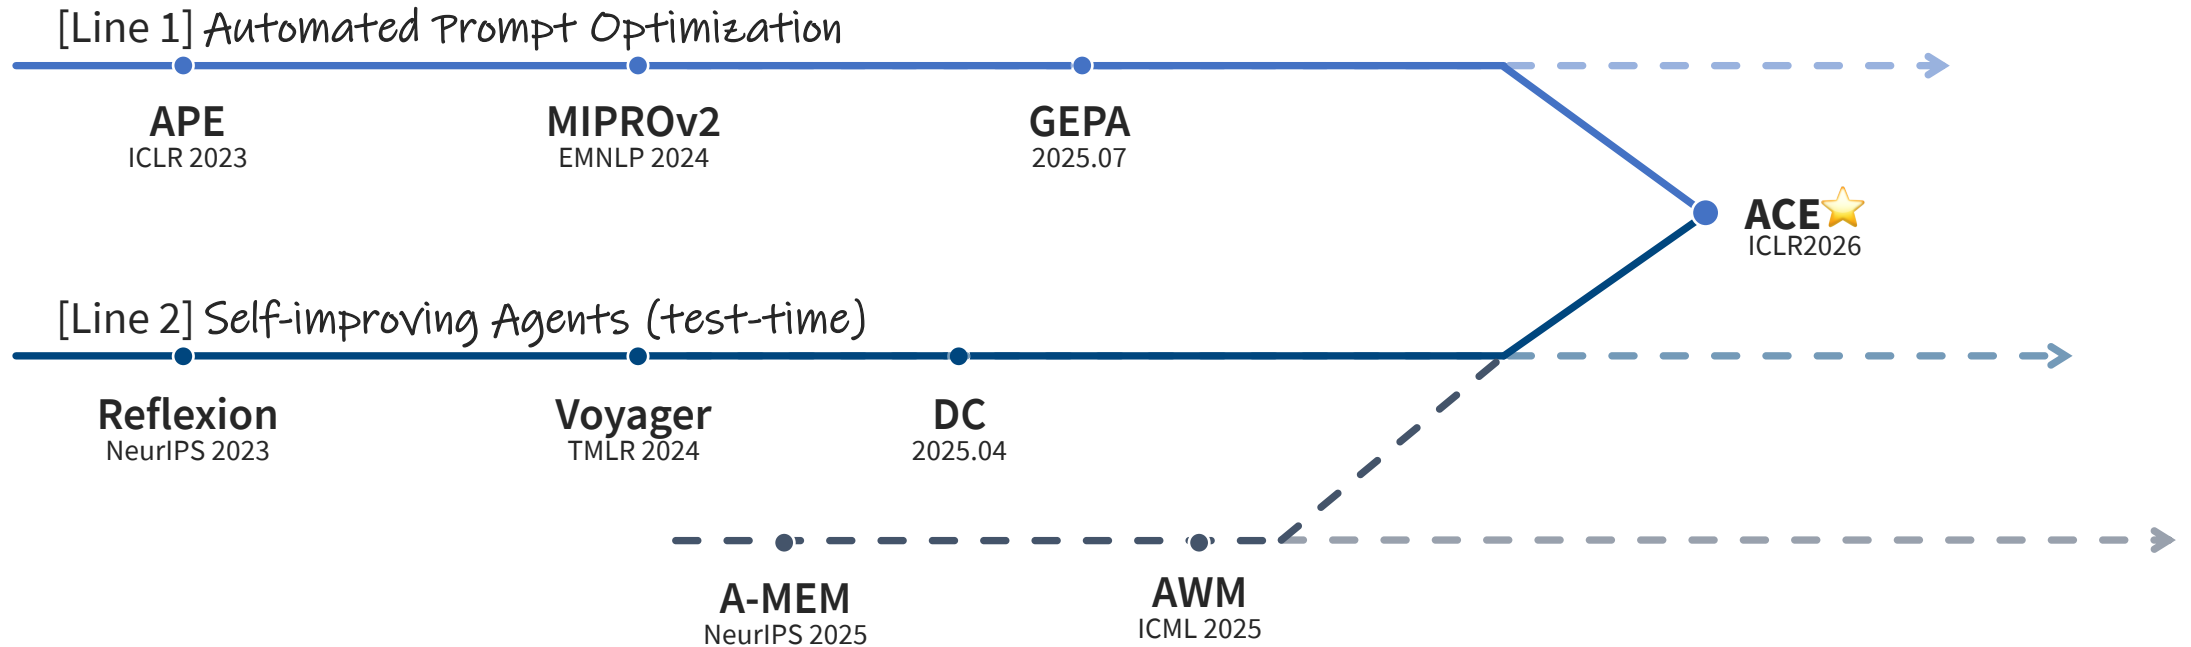 [Line 1] Automated Prompt Optimization
APE
ICLR 2023
MIPROv2
EMNLP 2024
GEPA
2025.07
ACE⭐
ICLR2026
[Line 2] Self-improving Agents (test-time)
Reflexion
NeurIPS 2023
Voyager
TMLR 2024
DC
2025.04
A-MEM
NeurIPS 2025
AWM
ICML 2025